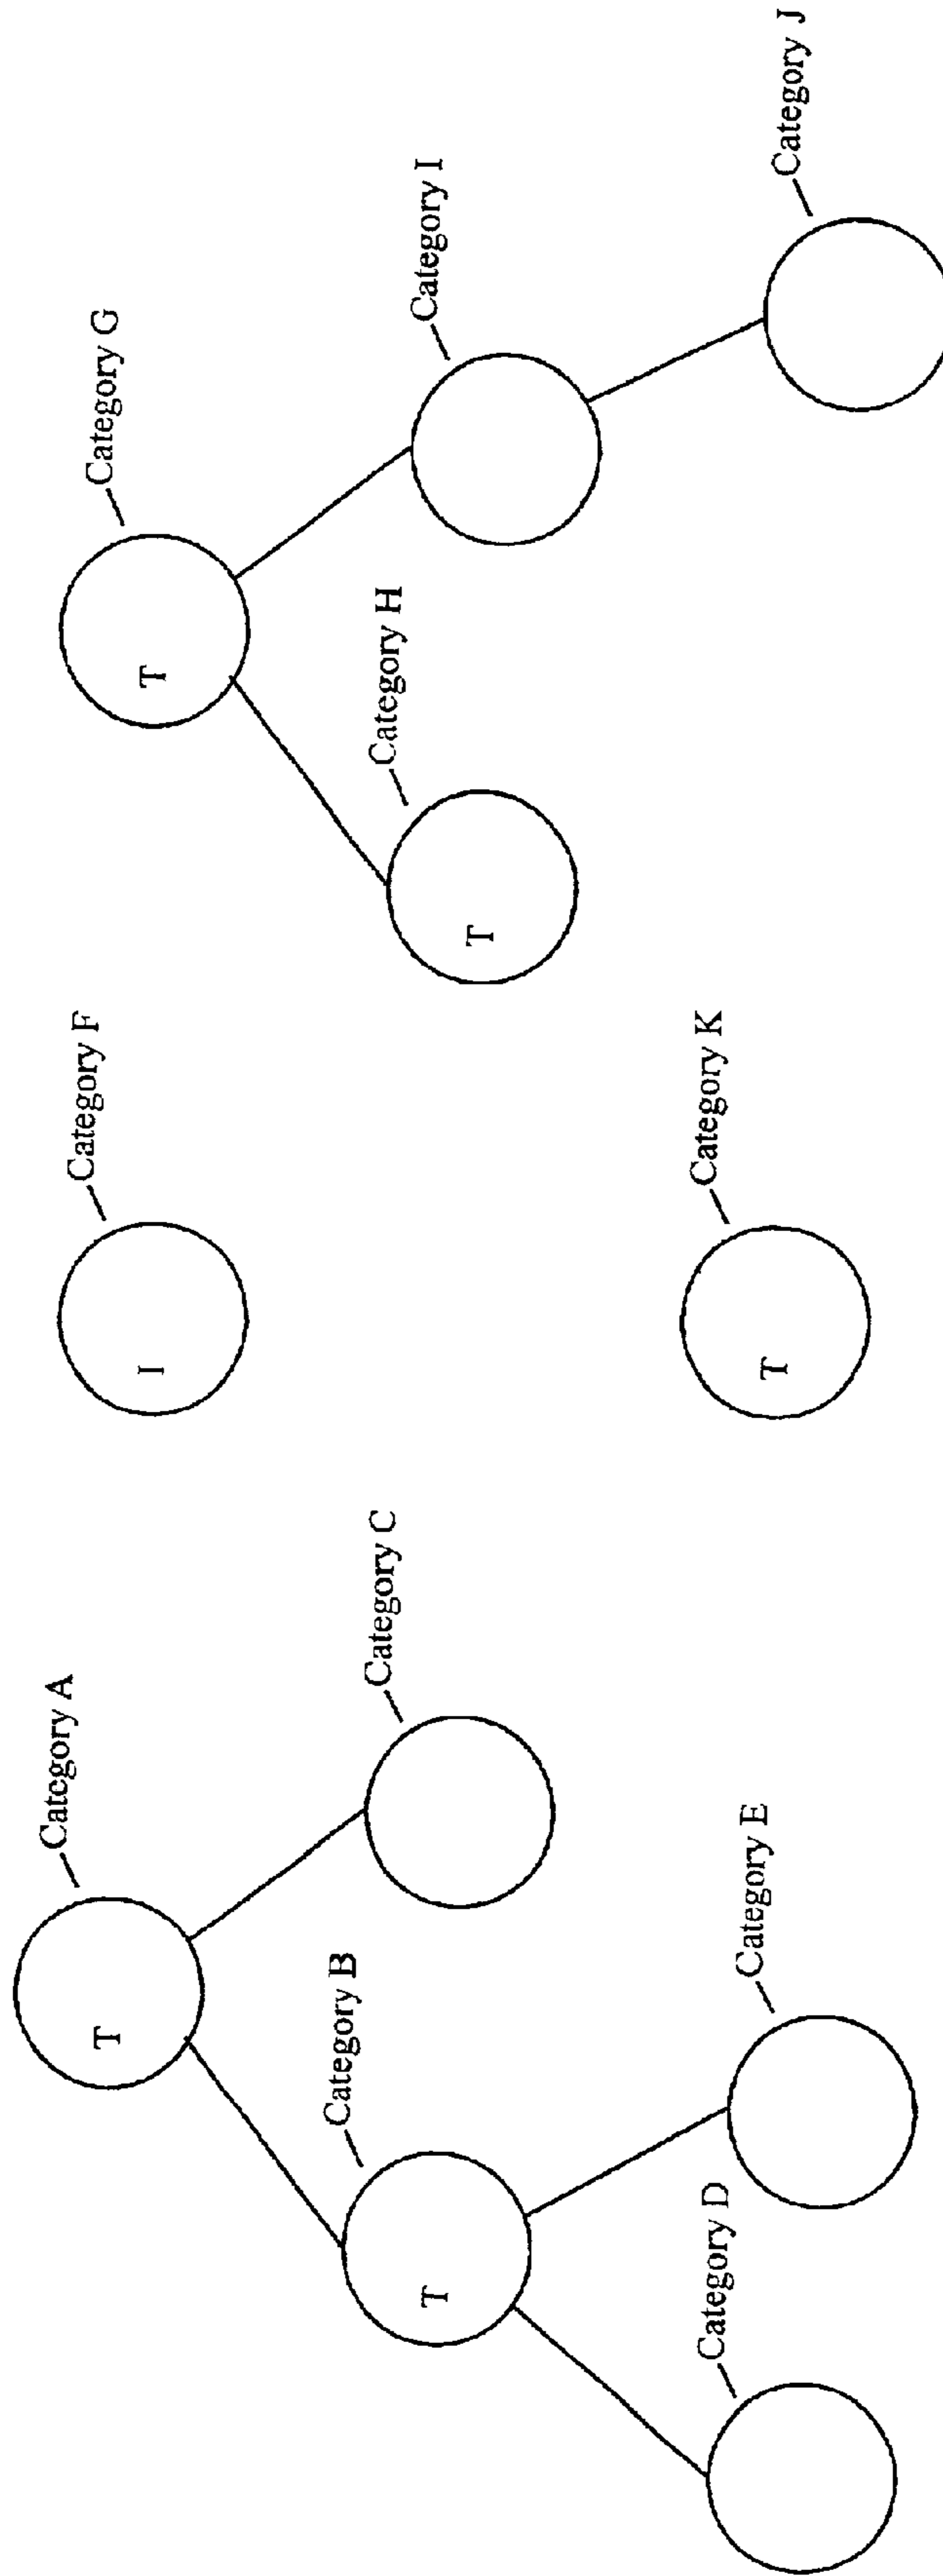 Category A
T
Category B
T
Category C
Category D
Category E
Category F
I
Category K
T
Category G
T
Category H
T
Category I
Category J